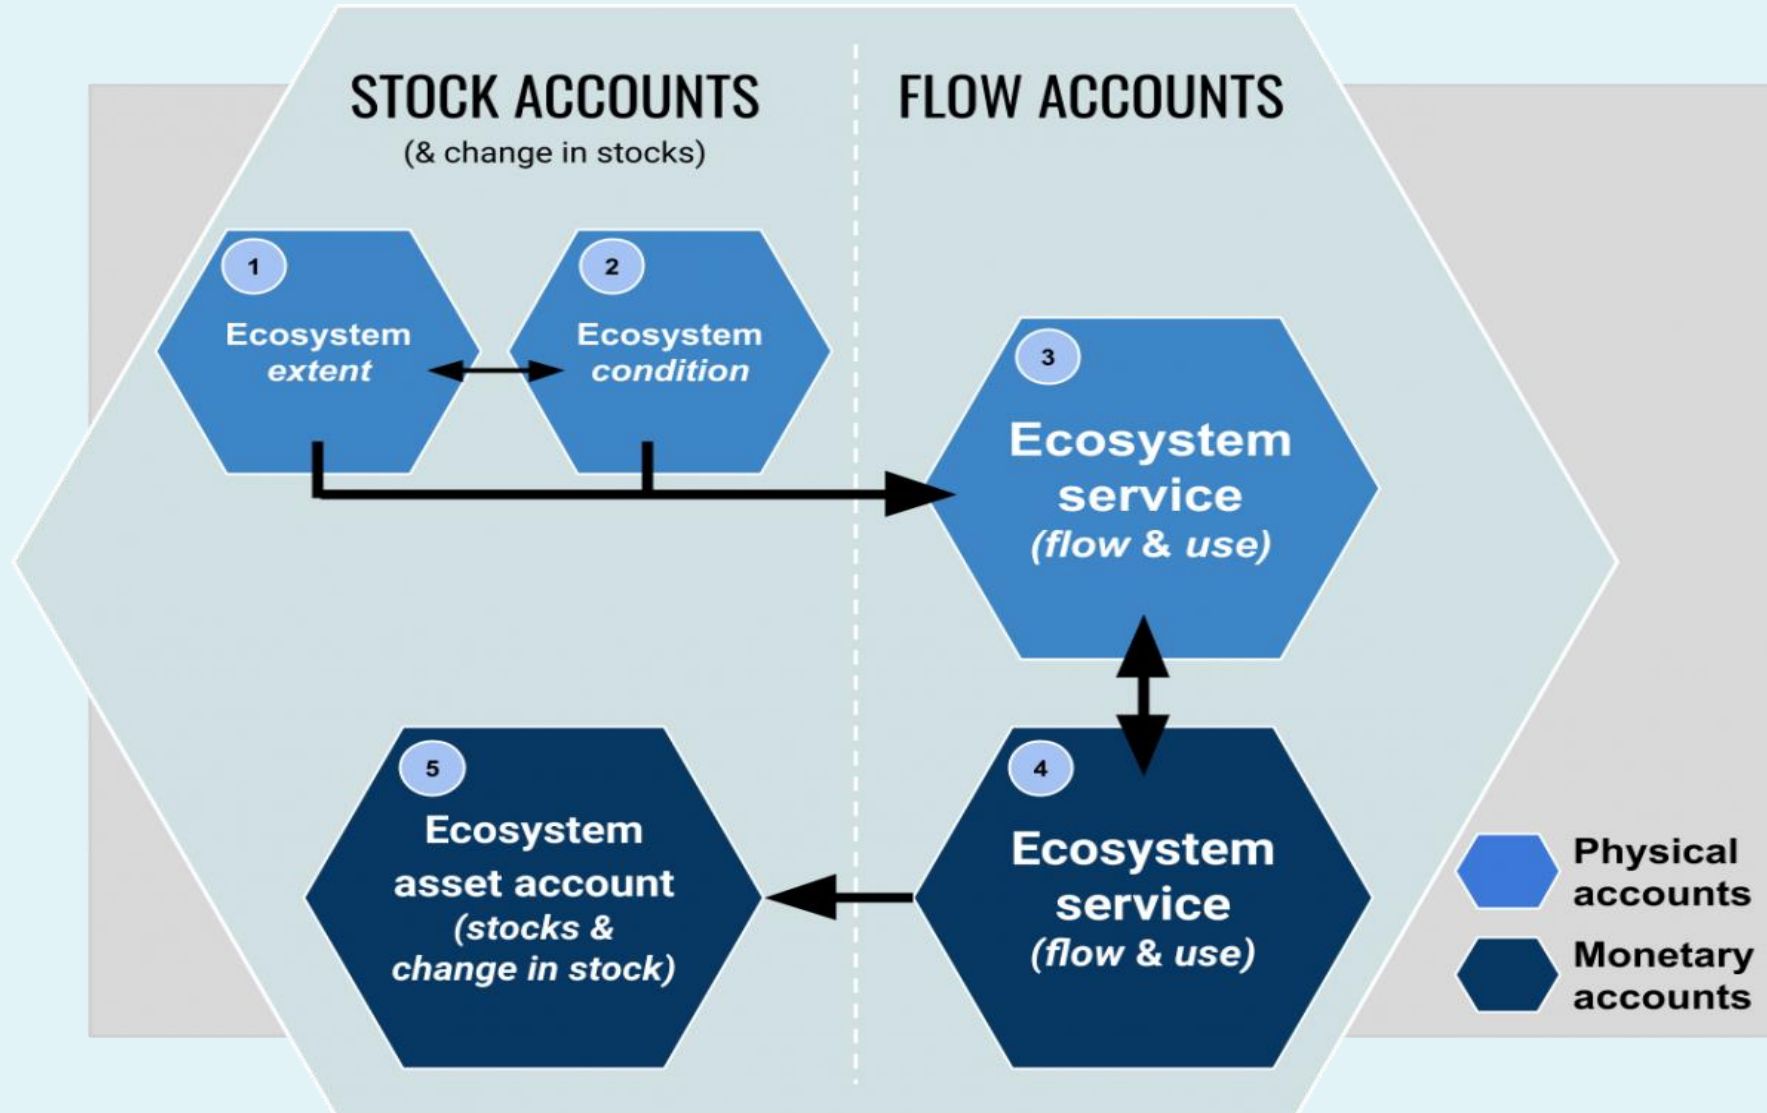 STOCK ACCOUNTS
(& change in stocks)
FLOW ACCOUNTS
1
Ecosystem
extent
2
Ecosystem
condition
3
Ecosystem
service
(flow & use)
5
Ecosystem
asset account
(stocks &
change in stock)
4
Ecosystem
service
(flow & use)
Physical
accounts
Monetary
accounts